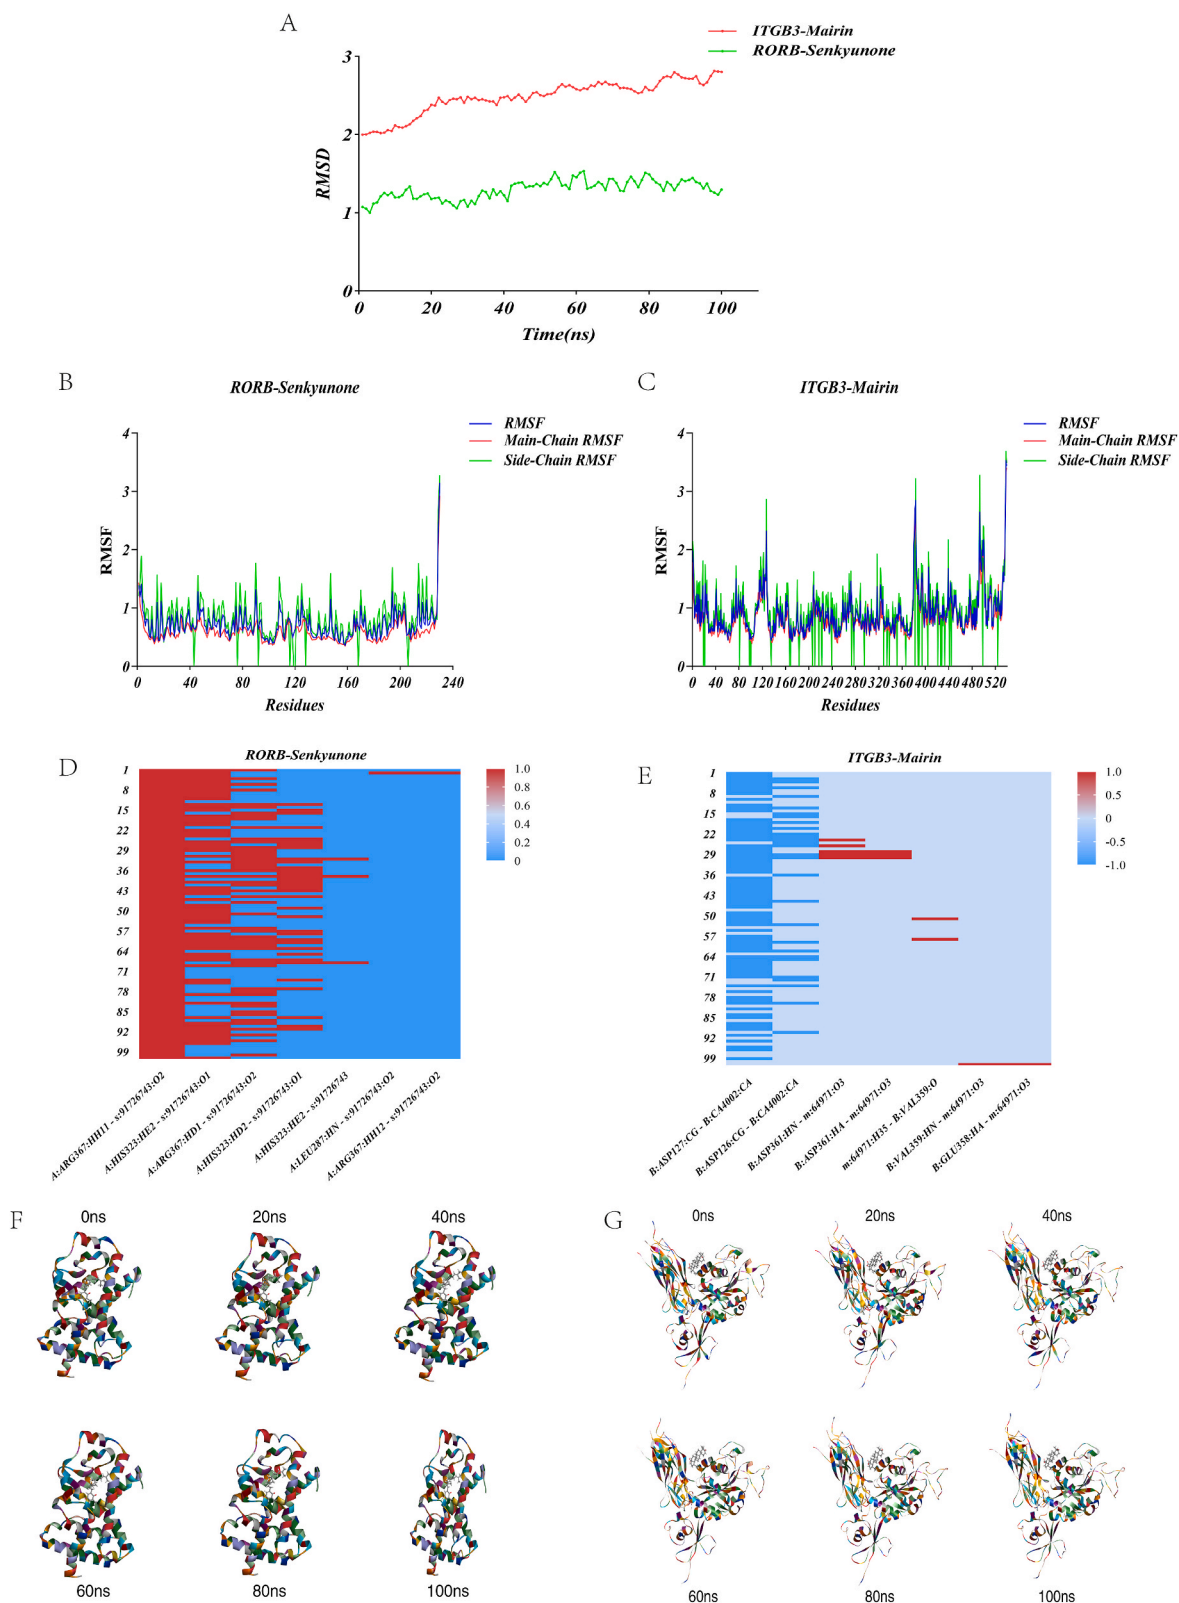 A
ITGB3-Mairin
RORB-Senkyunone
3
2
1
0
RMSD
0 20 40 60 80 100
Time(ns)
B
RORB-Senkyunone
RMSF
Main-Chain RMSF
Side-Chain RMSF
4
3
2
1
0
RMSF
0 40 80 120 160 200 240
Residues
C
ITGB3-Mairin
RMSF
Main-Chain RMSF
Side-Chain RMSF
4
3
2
1
0
RMSF
0 40 80 120 160 200 240 280 320 360 400 440 480 520
Residues
D
RORB-Senkyunone
1
8
15
22
29
36
43
50
57
64
71
78
85
92
99
1.0
0.8
0.6
0.4
0.2
0
A:ARG367:HH11 - s:91726743:O2
A:HIS323:HE2 - s:91726743:O1
A:ARG367:HD1 - s:91726743:O2
A:HIS323:HD2 - s:91726743:O1
A:HIS323:HE2 - s:91726743
A:LEU287:HN - s:91726743:O2
A:ARG367:HH12 - s:91726743:O2
E
ITGB3-Mairin
1
8
15
22
29
36
43
50
57
64
71
78
85
92
99
1.0
0.5
0
-0.5
-1.0
B:ASP127:CG - B:CA4002:CA
B:ASP126:CG - B:CA4002:CA
B:ASP361:HN - m:64971:O3
B:ASP361:HA - m:64971:O3
m:64971:H35 - B:VAL359:O
B:VAL359:HN - m:64971:O3
B:GLU358:HA - m:64971:O3
F
0ns 20ns 40ns
60ns 80ns 100ns
G
0ns 20ns 40ns
60ns 80ns 100ns